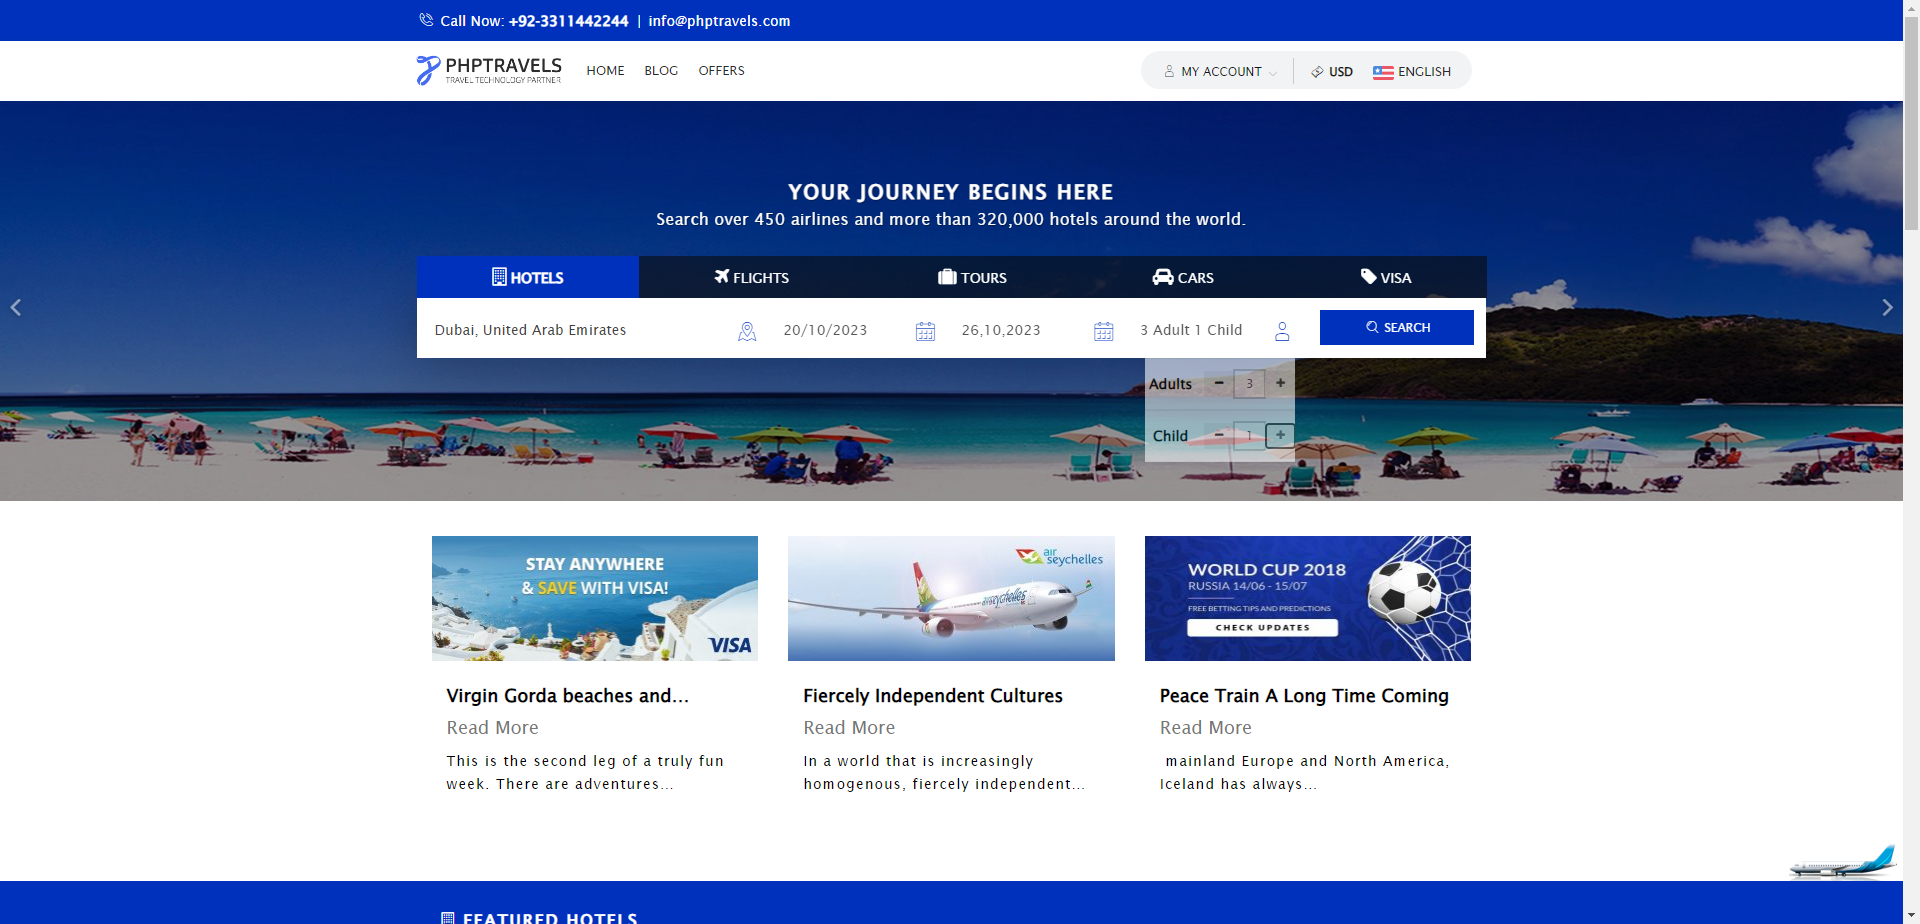 Call Now: +92-3311442244 | info@phptravels.com
PHPTRAVELS
TRAVEL TECHNOLOGY PARTNER
HOME BLOG OFFERS
MY ACCOUNT USD ENGLISH
YOUR JOURNEY BEGINS HERE
Search over 450 airlines and more than 320,000 hotels around the world.
HOTELS FLIGHTS TOURS CARS VISA
Dubai, United Arab Emirates 20/10/2023 26,10,2023 3 Adult 1 Child SEARCH
Adults - 3 +
Child - 1 +
STAY ANYWHERE
& SAVE WITH VISA!
VISA
air
seychelles
airseychelles
WORLD CUP 2018
RUSSIA 14/06 - 15/07
FREE BETTING TIPS AND PREDICTIONS
CHECK UPDATES
Virgin Gorda beaches and...
Read More
This is the second leg of a truly fun
week. There are adventures...
Fiercely Independent Cultures
Read More
In a world that is increasingly
homogenous, fiercely independent...
Peace Train A Long Time Coming
Read More
mainland Europe and North America,
Iceland has always...
FEATURED HOTELS